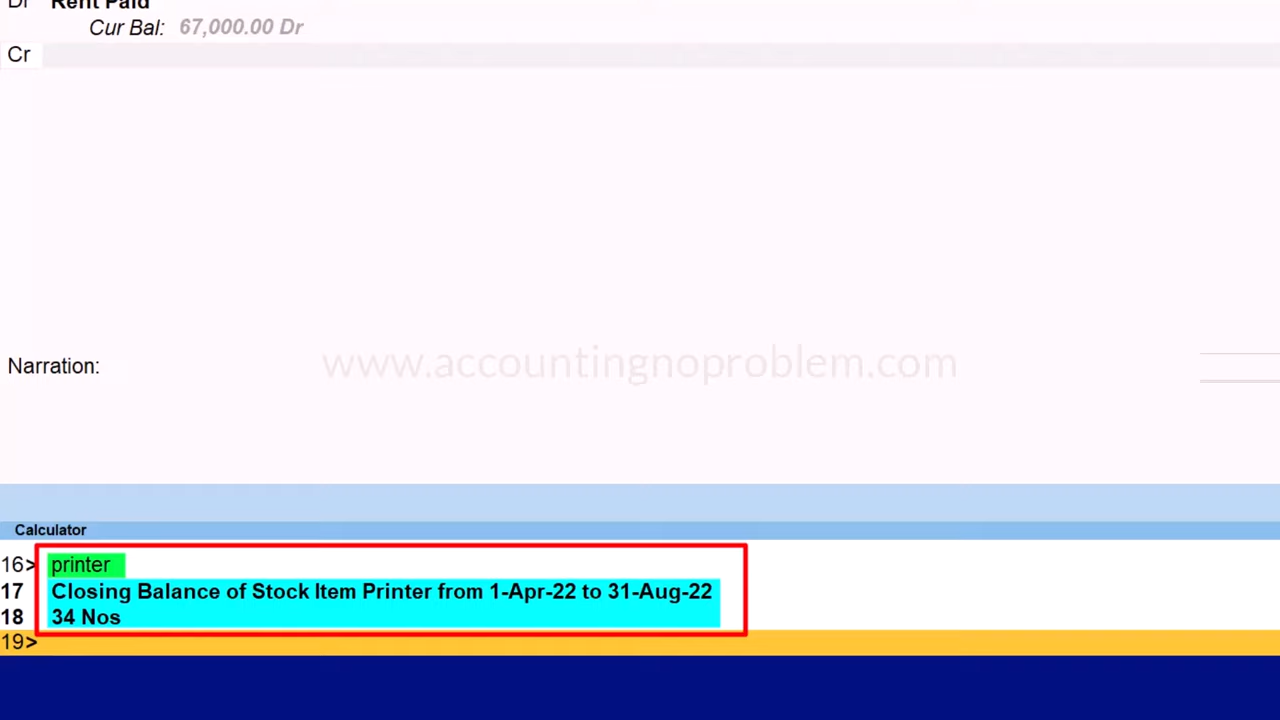 Dr Rent Paid
Cur Bal: 67,000.00 Dr
Cr
Narration:
www.accountingnoproblem.com
Calculator
16> printer
17 Closing Balance of Stock Item Printer from 1-Apr-22 to 31-Aug-22
18 34 Nos
19>